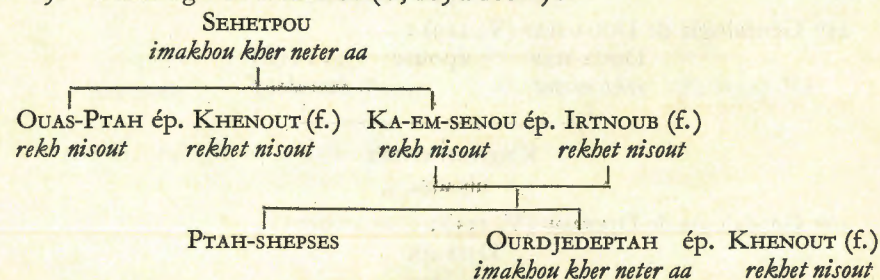 SEHETPOU
imakhou kher neter aa
OUAS-PTAH ép. KHENOUT (f.) KA-EM-SENOU ép. IRTNOUB (f.)
rekh nisout rekhet nisout rekh nisout rekhet nisout
PTAH-SHEPSES OURDJEDEPTAH ép. KHENOUT (f.)
imakhou kher neter aa rekhet nisout